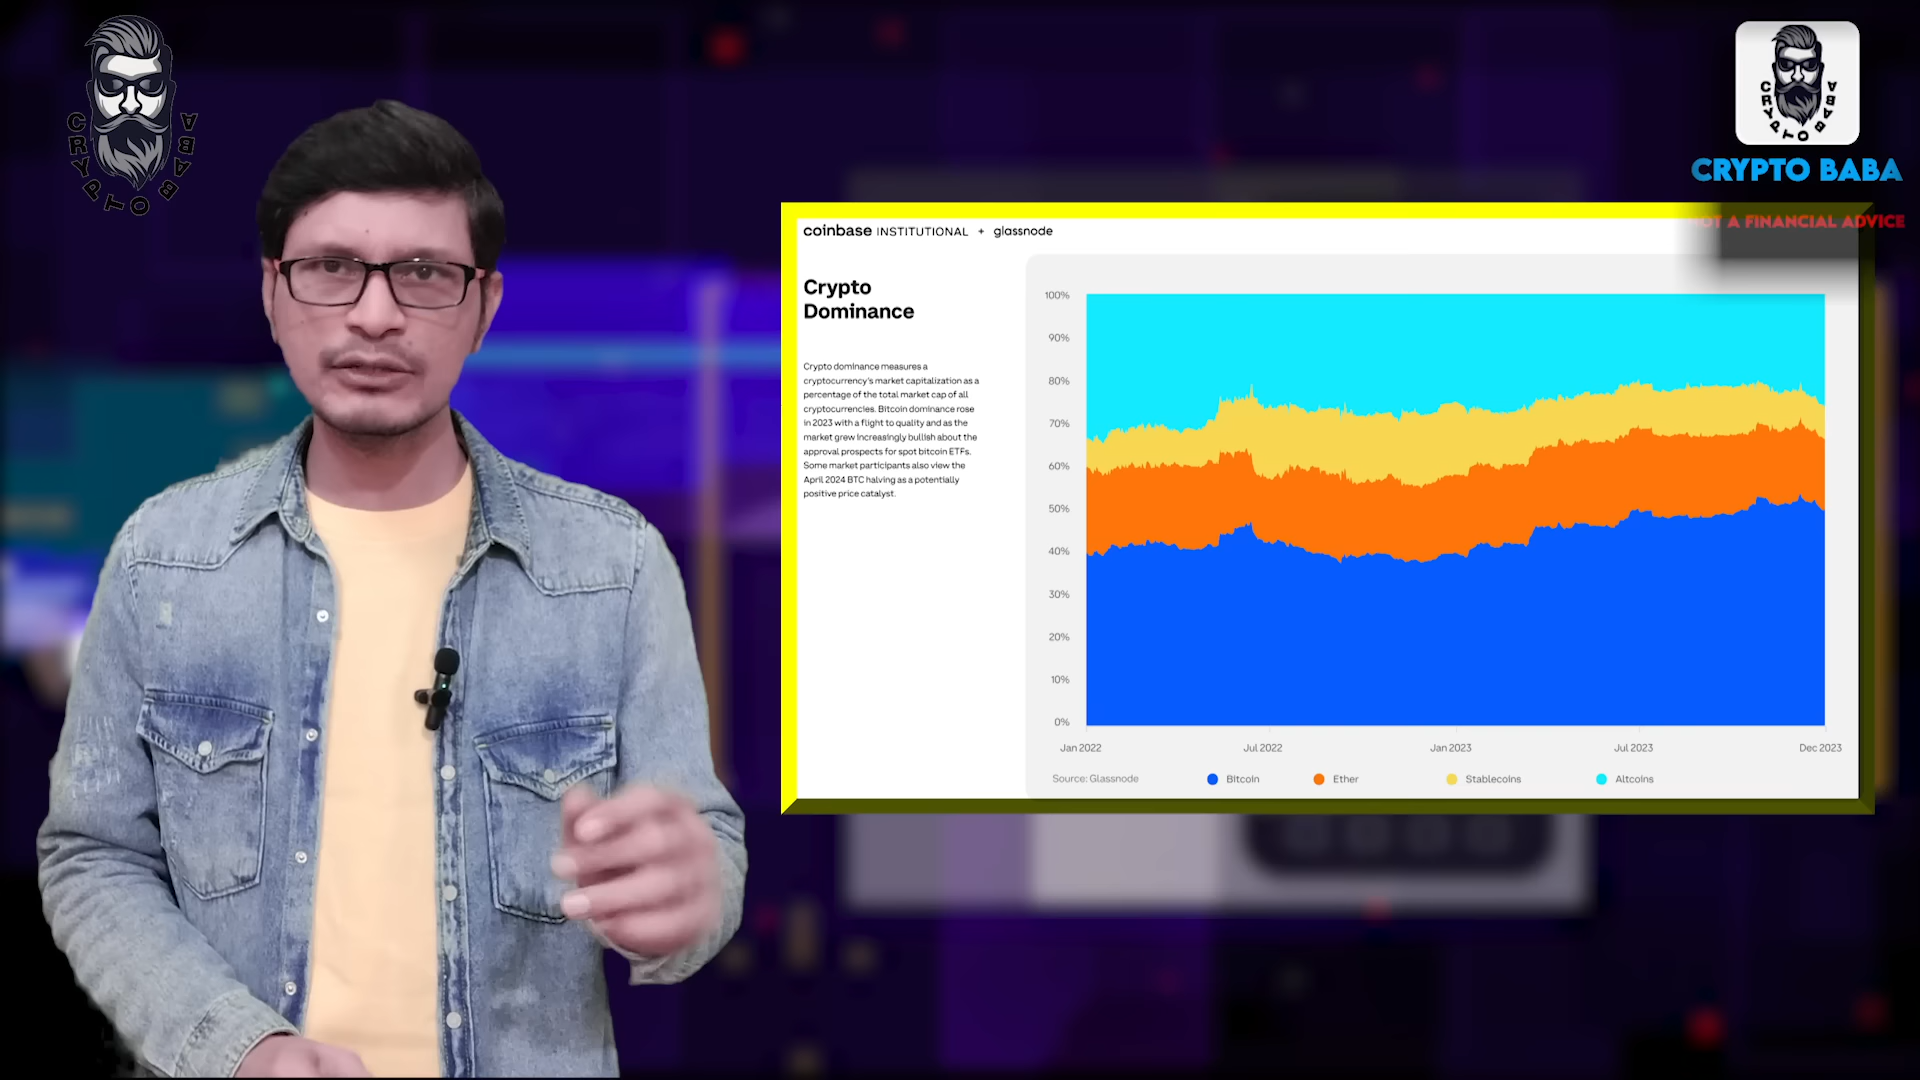 CRYPTO BABA
CRYPTO BABA
CRYPTO BABA
A FINANCIAL ADVICE
coinbase INSTITUTIONAL + glassnode
Crypto
Dominance
Crypto dominance measures a
cryptocurrency's market capitalization as a
percentage of the total market cap of all
cryptocurrencies. Bitcoin dominance rose
in 2023 with a flight to quality and as the
market grew increasingly bullish about the
approval prospects for spot bitcoin ETFs.
Some market participants also view the
April 2024 BTC halving as a potentially
positive price catalyst.
100%
90%
80%
70%
60%
50%
40%
30%
20%
10%
0%
Jan 2022 Jul 2022 Jan 2023 Jul 2023 Dec 2023
Source: Glassnode Bitcoin Ether Stablecoins Altcoins